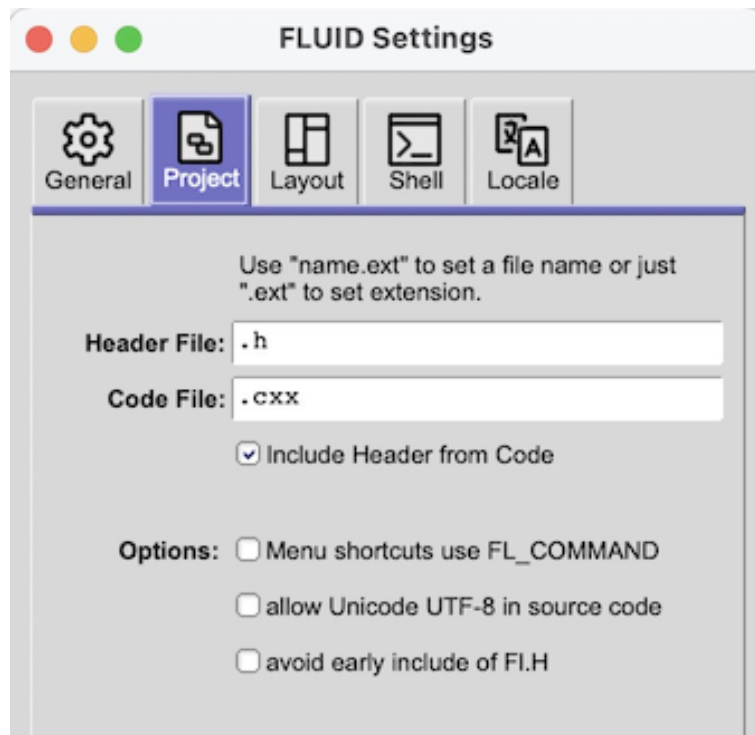 FLUID Settings
General Project Layout Shell Locale
Use "name.ext" to set a file name or just
".ext" to set extension.
Header File: .h
Code File: .cxx
Include Header from Code
Options: Menu shortcuts use FL_COMMAND
allow Unicode UTF-8 in source code
avoid early include of Fl.H